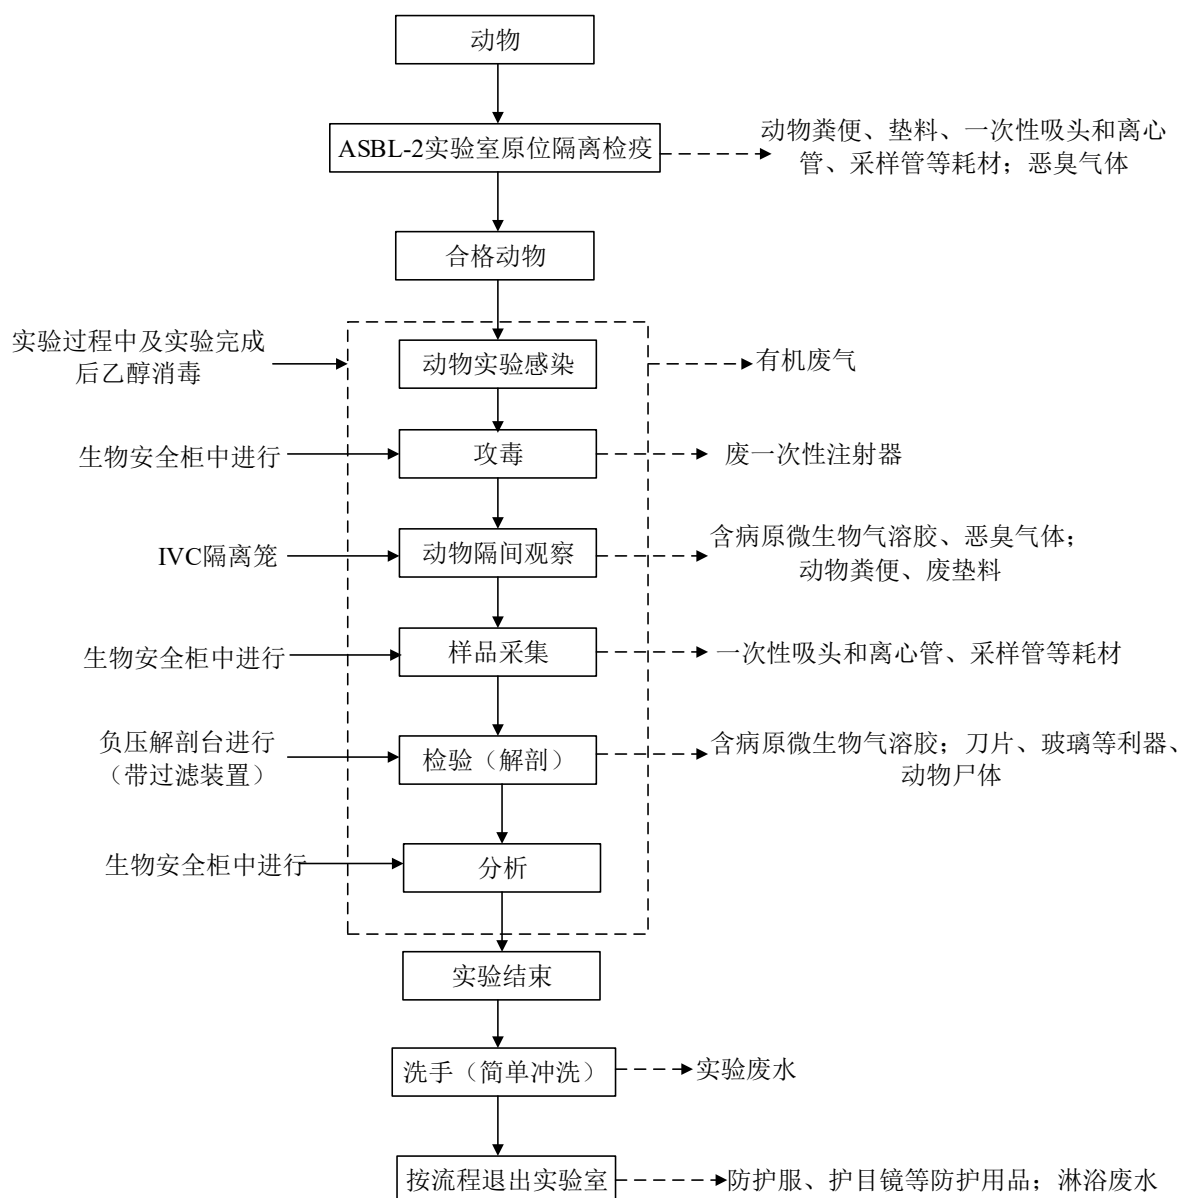 动物
ASBL-2实验室原位隔离检疫
动物粪便、垫料、一次性吸头和离心
管、采样管等耗材；恶臭气体
合格动物
实验过程中及实验完成
后乙醇消毒
动物实验感染
有机废气
生物安全柜中进行
攻毒
废一次性注射器
IVC隔离笼
动物隔间观察
含病原微生物气溶胶、恶臭气体；
动物粪便、废垫料
生物安全柜中进行
样品采集
一次性吸头和离心管、采样管等耗材
负压解剖台进行
（带过滤装置）
检验（解剖）
含病原微生物气溶胶；刀片、玻璃等利器、
动物尸体
生物安全柜中进行
分析
实验结束
洗手（简单冲洗）
实验废水
按流程退出实验室
防护服、护目镜等防护用品；淋浴废水